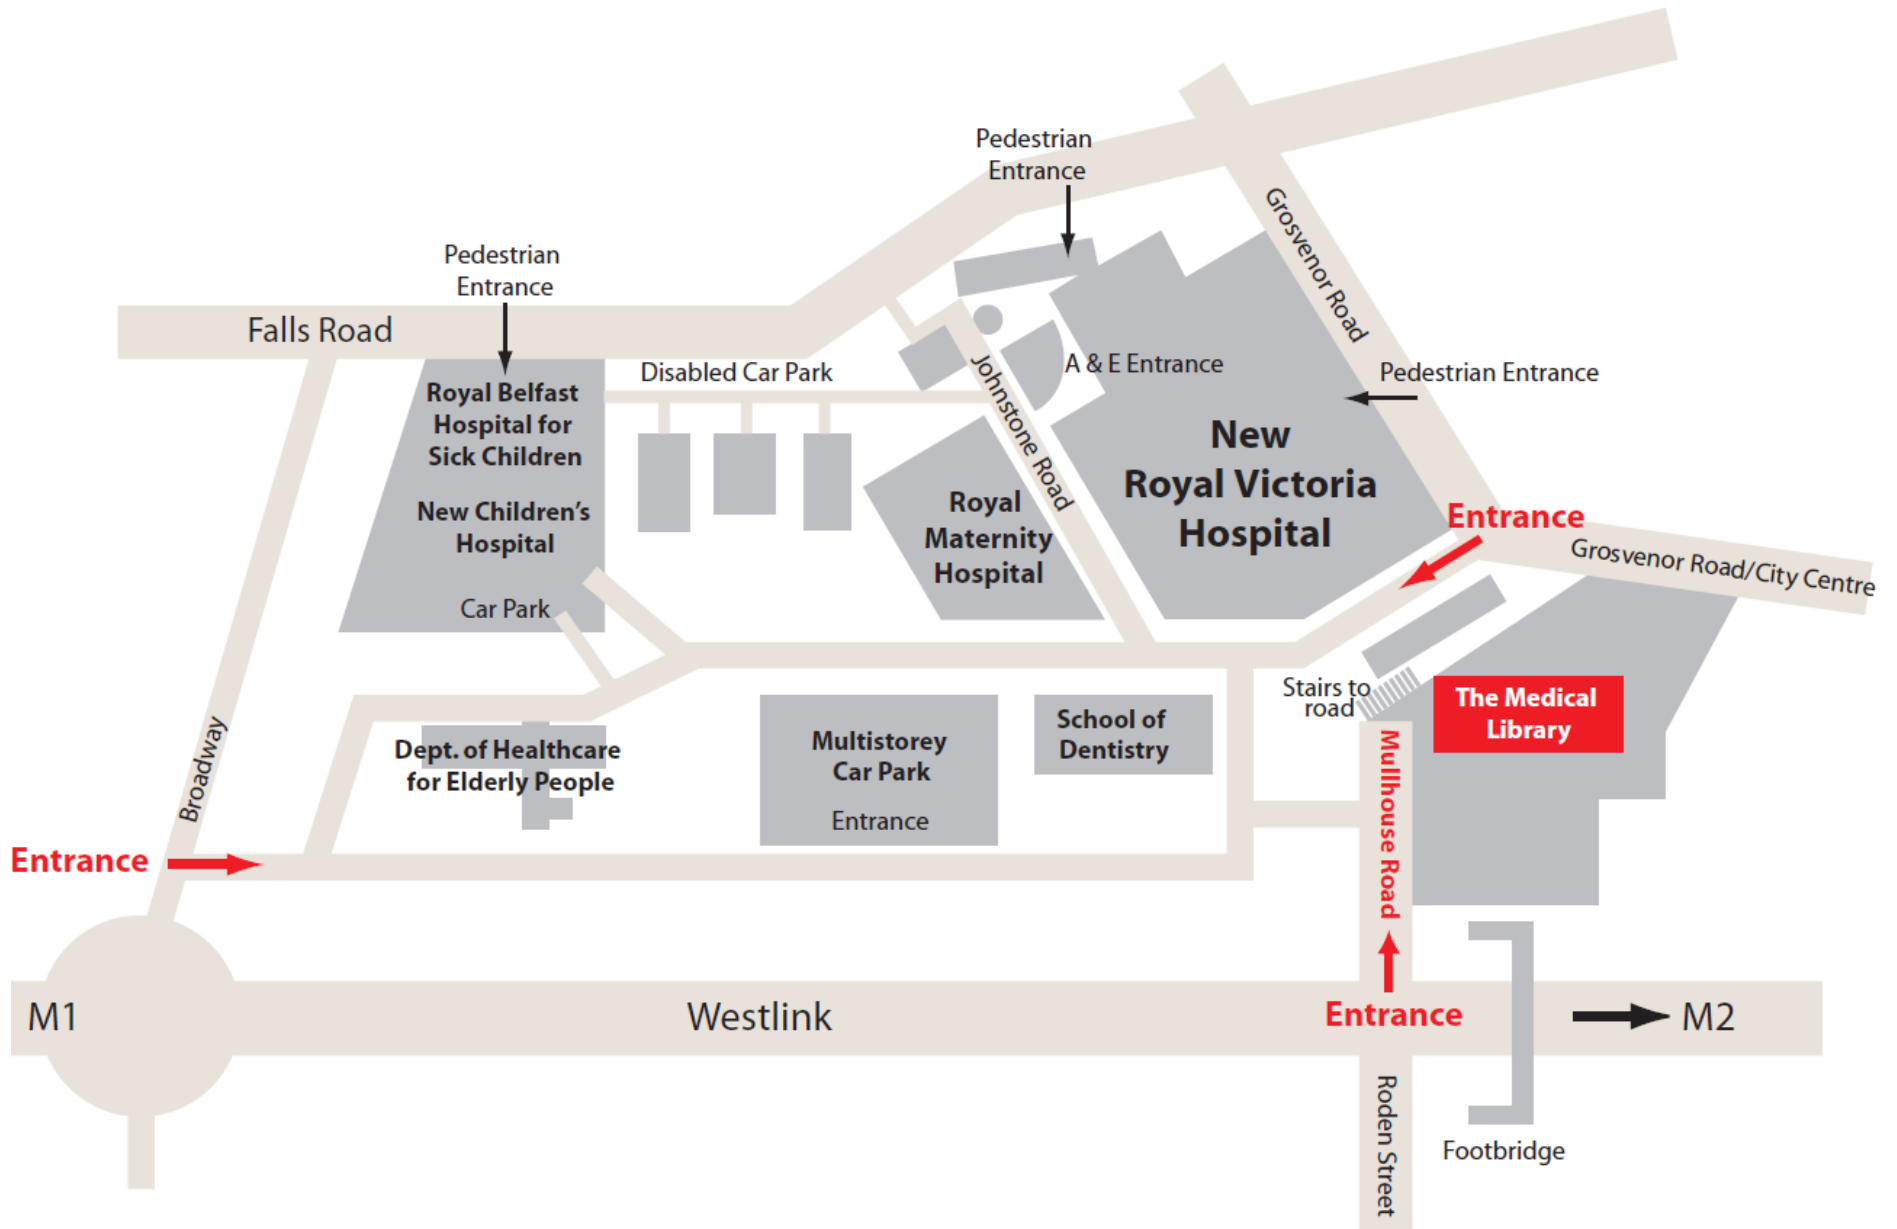 Pedestrian
Entrance
Grosvenor Road
Pedestrian
Entrance
Falls Road
Disabled Car Park
A & E Entrance
Pedestrian Entrance
Johnstone Road
Royal Belfast
Hospital for
Sick Children
New Children's
Hospital
Car Park
Royal
Maternity
Hospital
New
Royal Victoria
Hospital
Entrance
Grosvenor Road/City Centre
Stairs to
road
The Medical
Library
School of
Dentistry
Multistorey
Car Park
Entrance
Dept. of Healthcare
for Elderly People
Broadway
Mullhouse Road
Entrance
M1
Westlink
Entrance
M2
Roden Street
Footbridge